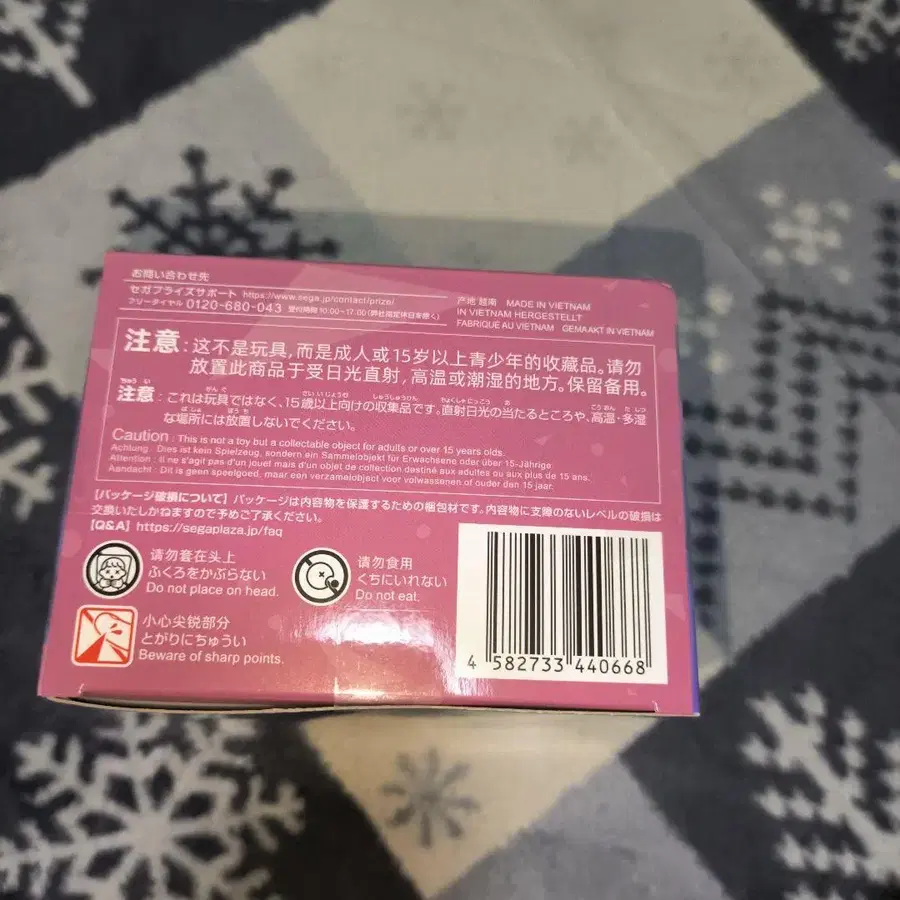 お問い合わせ先
セガプライズサポート https://www.sega.jp/contact/prize/
フリーダイヤル 0120-680-043 受付時間 10:00~17:00 (弊社指定休日を除く)
产地 越南 MADE IN VIETNAM
IN VIETNAM HERGESTELLT
FABRIQUE AU VIETNAM GEMAAKT IN VIETNAM
注意:这不是玩具,而是成人或15岁以上青少年的收藏品。请勿
放置此商品于受日光直射,高温或潮湿的地方。保留备用。
注意:これは玩具ではなく、15歳以上向けの収集品です。直射日光の当たるところや、高温・多湿
な場所には放置しないでください。
Caution : This is not a toy but a collectable object for adults or over 15 years olds.
Achtung : Dies ist kein Spielzeug, sondern ein Sammelobjekt für Erwachsene oder über 15-Jährige
Attention : Il ne s'agit pas d'un jouet mais d'un objet de collection destiné aux adultes ou aux plus de 15 ans.
Aandacht : Dit is geen speelgoed, maar een verzamelobject voor volwassenen of ouder den 15 jaar.
【パッケージ破損について】パッケージは内容物を保護するための梱包材です。内容物に支障のないレベルの破損は
交換いたしかねますので予めご了承ください。
【Q&A】https://segaplaza.jp/faq
请勿套在头上
ふくろをかぶらない
Do not place on head.
请勿食用
くちにいれない
Do not eat.
小心尖锐部分
とがりにちゅうい
Beware of sharp points.
4 582733 440668